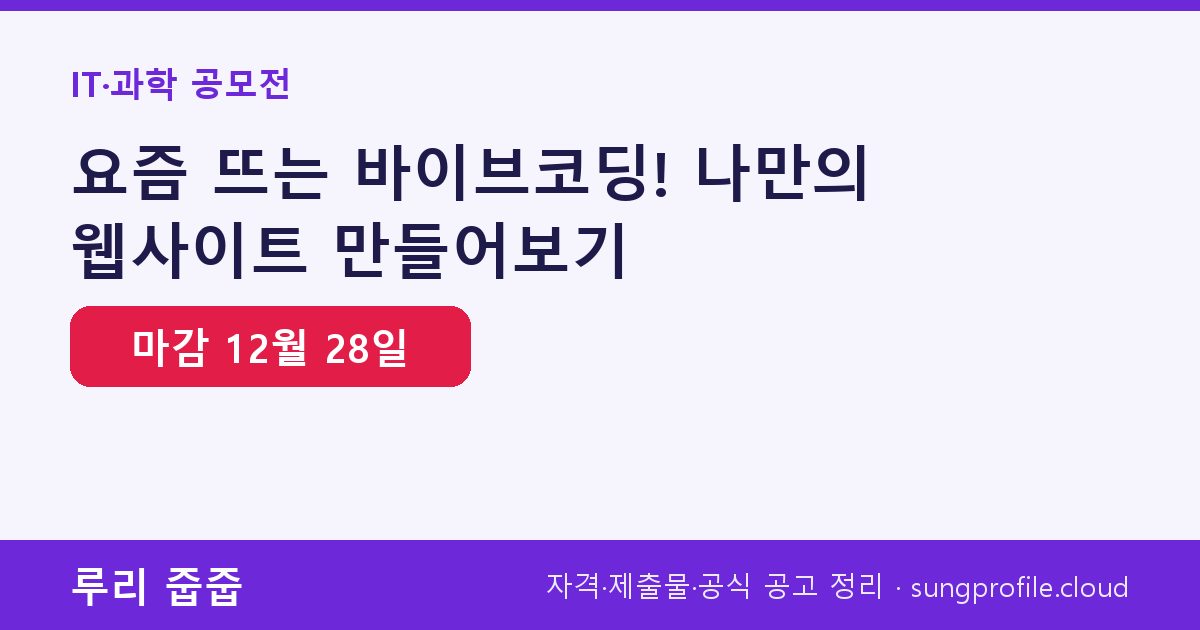 IT·과학 공모전
요즘 뜨는 바이브코딩! 나만의
웹사이트 만들어보기
마감 12월 28일
루리 줍줍
자격·제출물·공식 공고 정리 · sungprofile.cloud